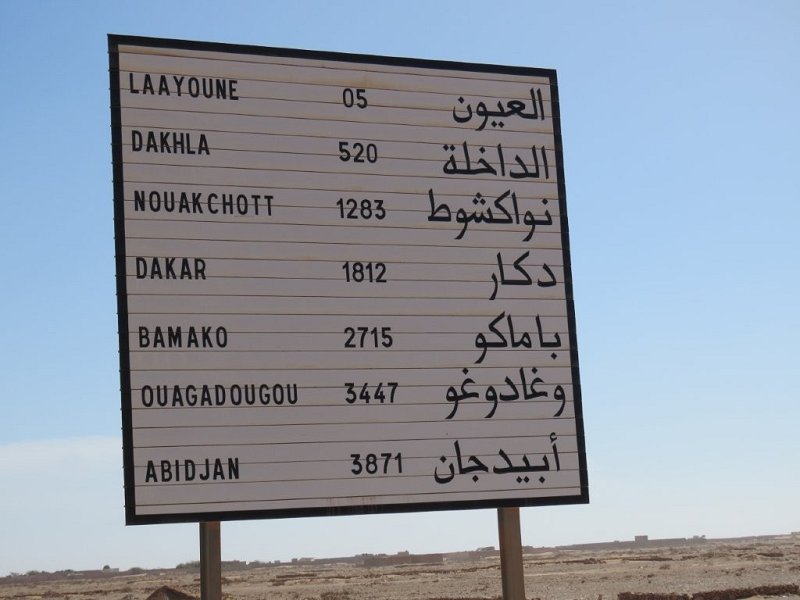 LAAYOUNE 05 العيون
DAKHLA 520 الداخلة
NOUAKCHOTT 1283 نواكشوط
DAKAR 1812 دكار
BAMAKO 2715 باماكو
OUAGADOUGOU 3447 وغادوغو
ABIDJAN 3871 أبيدجان